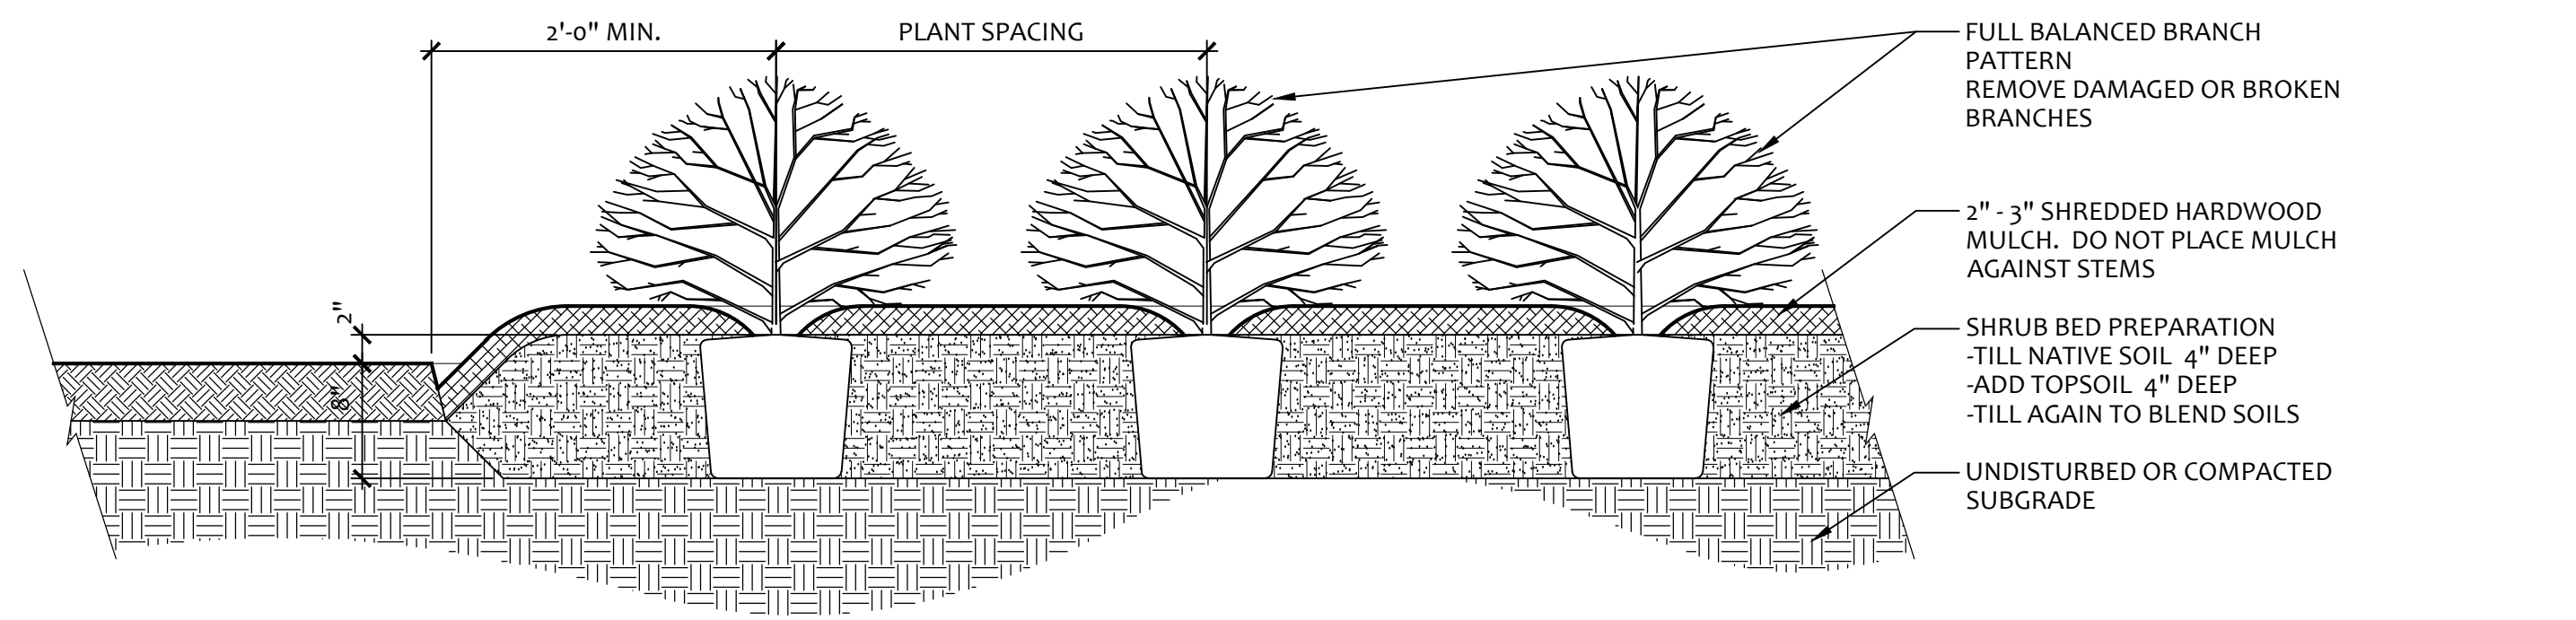 2'-0" MIN.
PLANT SPACING
FULL BALANCED BRANCH
PATTERN
REMOVE DAMAGED OR BROKEN
BRANCHES
2" - 3" SHREDDED HARDWOOD
MULCH.  DO NOT PLACE MULCH
AGAINST STEMS
2"
8"
SHRUB BED PREPARATION
-TILL NATIVE SOIL  4" DEEP
-ADD TOPSOIL  4" DEEP
-TILL AGAIN TO BLEND SOILS
UNDISTURBED OR COMPACTED
SUBGRADE